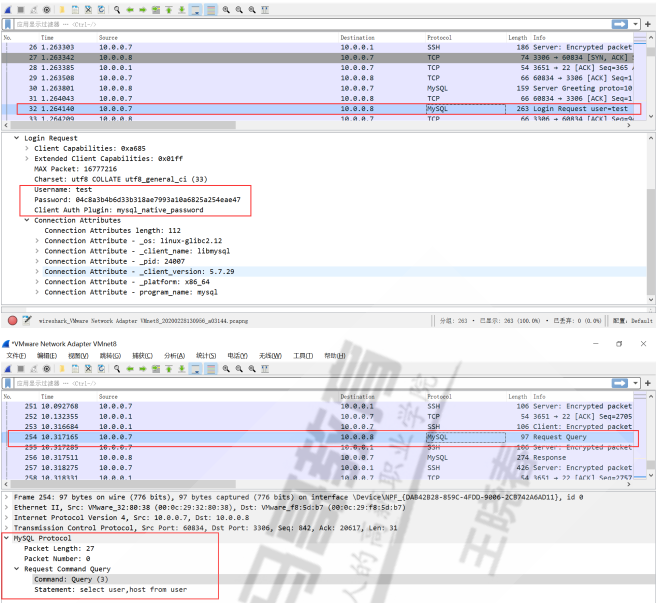 应用显示过滤器 … <Ctrl-/>
No. Time Source Destination Protocol Length Info
26 1.263303 10.0.0.7 10.0.0.1 SSH 186 Server: Encrypted packet
27 1.263342 10.0.0.8 10.0.0.7 TCP 74 3306 → 60834 [SYN, ACK]
28 1.263385 10.0.0.1 10.0.0.7 TCP 54 3651 → 22 [ACK] Seq=365
29 1.263508 10.0.0.7 10.0.0.8 TCP 66 60834 → 3306 [ACK] Seq=1
30 1.263801 10.0.0.8 10.0.0.7 MySQL 159 Server Greeting proto=10
31 1.264043 10.0.0.7 10.0.0.8 TCP 66 60834 → 3306 [ACK] Seq=1
32 1.264140 10.0.0.7 10.0.0.8 MySQL 263 Login Request user=test
33 1.264209 10.0.0.8 10.0.0.7 TCP 66 3306 → 60834 [ACK]
Login Request
Client Capabilities: 0xa685
Extended Client Capabilities: 0x01ff
MAX Packet: 16777216
Charset: utf8 COLLATE utf8_general_ci (33)
Username: test
Password: 04c8a3b4b6d33b318ae7993a10a6825a254eae47
Client Auth Plugin: mysql_native_password
Connection Attributes
Connection Attributes length: 112
Connection Attribute - _os: linux-glibc2.12
Connection Attribute - _client_name: libmysql
Connection Attribute - _pid: 24007
Connection Attribute - _client_version: 5.7.29
Connection Attribute - _platform: x86_64
Connection Attribute - program_name: mysql
wireshark_VMware Network Adapter VMnet8_20200228130956_a03144.pcapng 分组: 263 · 已显示: 263 (100.0%) · 已丢弃: 0 (0.0%) 配置: Default
*VMware Network Adapter VMnet8
文件(F) 编辑(E) 视图(V) 跳转(G) 捕获(C) 分析(A) 统计(S) 电话(Y) 无线(W) 工具(T) 帮助(H)
应用显示过滤器 … <Ctrl-/>
No. Time Source Destination Protocol Length Info
251 10.092768 10.0.0.7 10.0.0.1 SSH 106 Server: Encrypted packet
252 10.132355 10.0.0.1 10.0.0.7 TCP 54 3651 → 22 [ACK] Seq=2705
253 10.316684 10.0.0.1 10.0.0.7 SSH 106 Client: Encrypted packet
254 10.317165 10.0.0.7 10.0.0.8 MySQL 97 Request Query
255 10.317285 10.0.0.7 10.0.0.1 SSH 106 Server: Encrypted packet
256 10.317511 10.0.0.8 10.0.0.7 MySQL 274 Response
257 10.318275 10.0.0.7 10.0.0.1 SSH 426 Server: Encrypted packet
258 10.318331 10.0.0.1 10.0.0.7 TCP 54 3651 → 22 [ACK] Seq=2757
Frame 254: 97 bytes on wire (776 bits), 97 bytes captured (776 bits) on interface \Device\NPF_{DAB42B28-859C-4FDD-9006-2CB742A6AD11}, id 0
Ethernet II, Src: VMware_32:80:38 (00:0c:29:32:80:38), Dst: VMware_f8:5d:b7 (00:0c:29:f8:5d:b7)
Internet Protocol Version 4, Src: 10.0.0.7, Dst: 10.0.0.8
Transmission Control Protocol, Src Port: 60834, Dst Port: 3306, Seq: 842, Ack: 20617, Len: 31
MySQL Protocol
Packet Length: 27
Packet Number: 0
Request Command Query
Command: Query (3)
Statement: select user,host from user